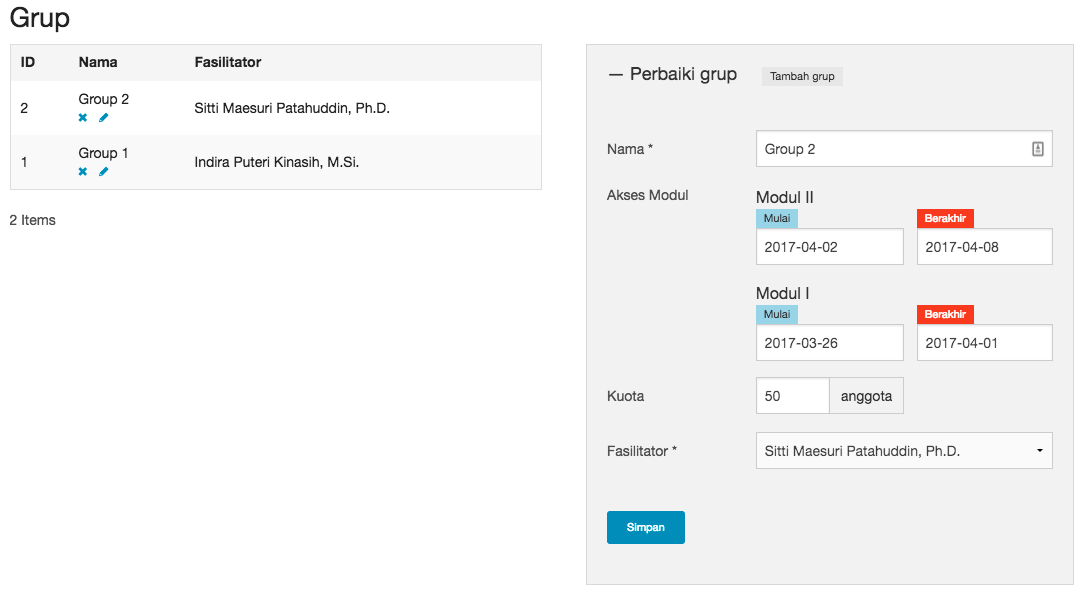 Grup
ID Nama Fasilitator
2 Group 2 Sitti Maesuri Patahuddin, Ph.D.
1 Group 1 Indira Puteri Kinasih, M.Si.
2 Items
— Perbaiki grup Tambah grup
Nama * Group 2
Akses Modul Modul II
Mulai Berakhir
2017-04-02 2017-04-08
Modul I
Mulai Berakhir
2017-03-26 2017-04-01
Kuota 50 anggota
Fasilitator * Sitti Maesuri Patahuddin, Ph.D.
Simpan